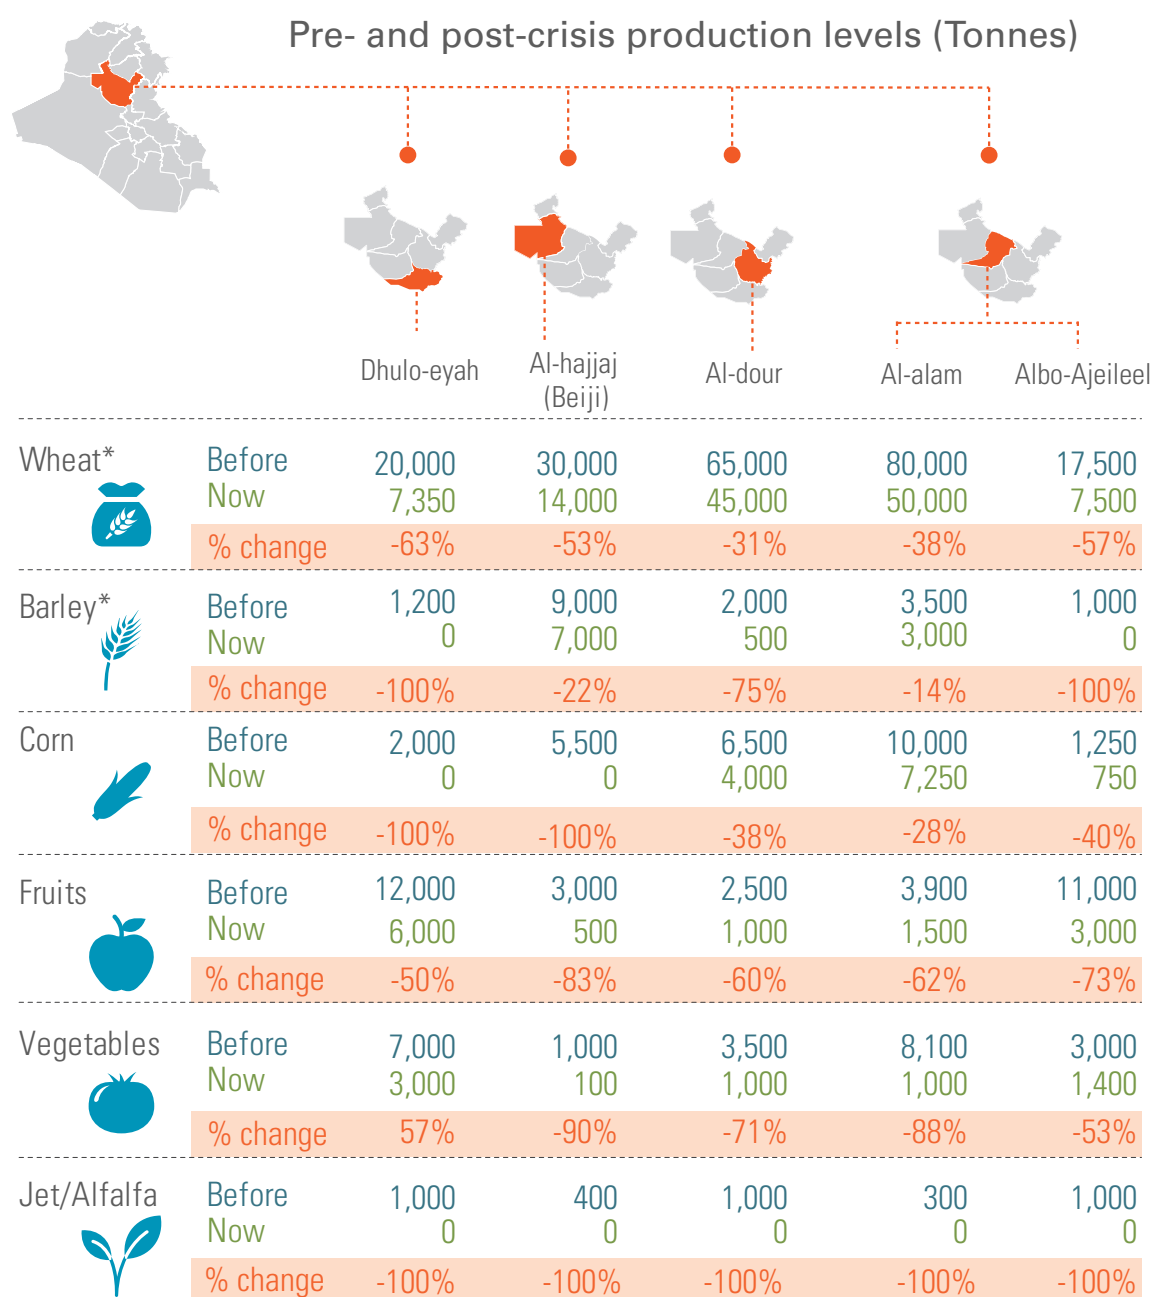 Pre- and post-crisis production levels (Tonnes)
Dhulo-eyah Al-hajjaj (Beiji) Al-dour Al-alam Albo-Ajeileel
Wheat*
Before 20,000 30,000 65,000 80,000 17,500
Now 7,350 14,000 45,000 50,000 7,500
% change -63% -53% -31% -38% -57%
Barley*
Before 1,200 9,000 2,000 3,500 1,000
Now 0 7,000 500 3,000 0
% change -100% -22% -75% -14% -100%
Corn
Before 2,000 5,500 6,500 10,000 1,250
Now 0 0 4,000 7,250 750
% change -100% -100% -38% -28% -40%
Fruits
Before 12,000 3,000 2,500 3,900 11,000
Now 6,000 500 1,000 1,500 3,000
% change -50% -83% -60% -62% -73%
Vegetables
Before 7,000 1,000 3,500 8,100 3,000
Now 3,000 100 1,000 1,000 1,400
% change 57% -90% -71% -88% -53%
Jet/Alfalfa
Before 1,000 400 1,000 300 1,000
Now 0 0 0 0 0
% change -100% -100% -100% -100% -100%